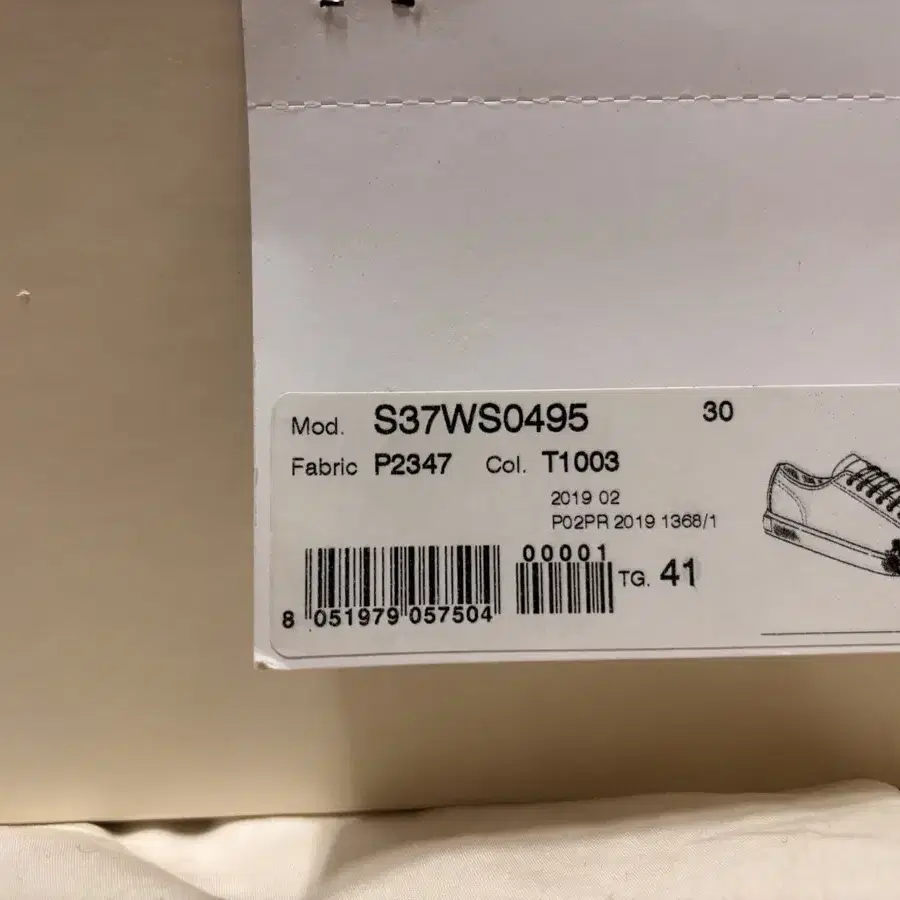 Mod. S37WS0495 30
Fabric P2347 Col. T1003
2019 02
P02PR 2019 1368/1
00001
TG. 41
8 051979 057504